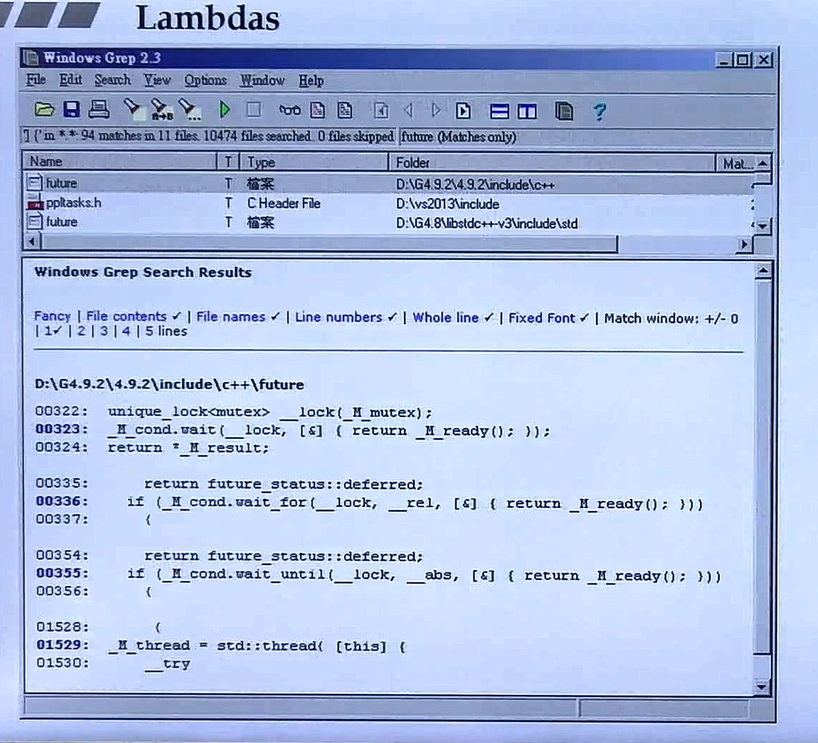 Lambdas
Windows Grep 2.3
File Edit Search View Options Window Help
] {' in *.* 94 matches in 11 files. 10474 files searched. 0 files skipped future (Matches only)
Name T Type Folder Mat...
future T 檔案 D:\G4.9.2\4.9.2\include\c++
ppltasks.h T C Header File D:\vs2013\include
future T 檔案 D:\G4.8\libstdc++-v3\include\std
Windows Grep Search Results
Fancy | File contents ✓ | File names ✓ | Line numbers ✓ | Whole line ✓ | Fixed Font ✓ | Match window: +/- 0
| 1✓ | 2 | 3 | 4 | 5 lines
D:\G4.9.2\4.9.2\include\c++\future
00322: unique_lock<mutex> __lock(_M_mutex);
00323: _M_cond.wait(__lock, [&] { return _M_ready(); });
00324: return *_M_result;
00335: return future_status::deferred;
00336: if (_M_cond.wait_for(__lock, __rel, [&] { return _M_ready(); }))
00337: {
00354: return future_status::deferred;
00355: if (_M_cond.wait_until(__lock, __abs, [&] { return _M_ready(); }))
00356: {
01528: {
01529: _M_thread = std::thread{ [this] {
01530: __try